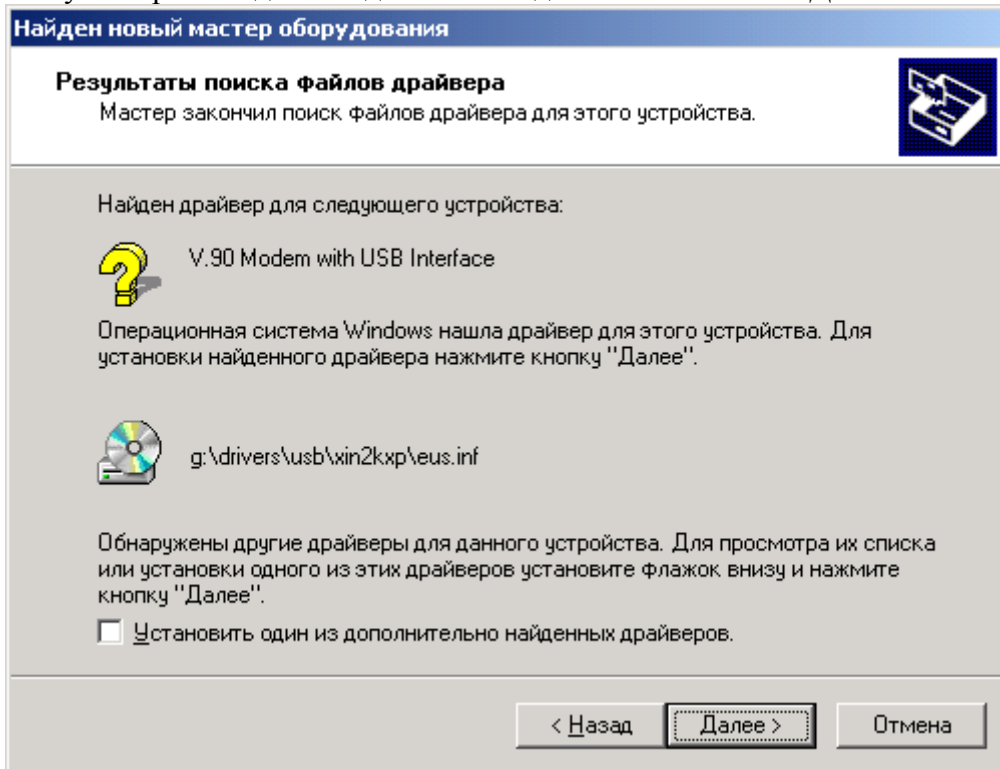 Найден новый мастер оборудования
Результаты поиска файлов драйвера
Мастер закончил поиск файлов драйвера для этого устройства.
Найден драйвер для следующего устройства:
V.90 Modem with USB Interface
Операционная система Windows нашла драйвер для этого устройства. Для
установки найденного драйвера нажмите кнопку "Далее".
g:\drivers\usb\xin2kxp\eus.inf
Обнаружены другие драйверы для данного устройства. Для просмотра их списка
или установки одного из этих драйверов установите флажок внизу и нажмите
кнопку "Далее".
Установить один из дополнительно найденных драйверов.
< Назад Далее > Отмена